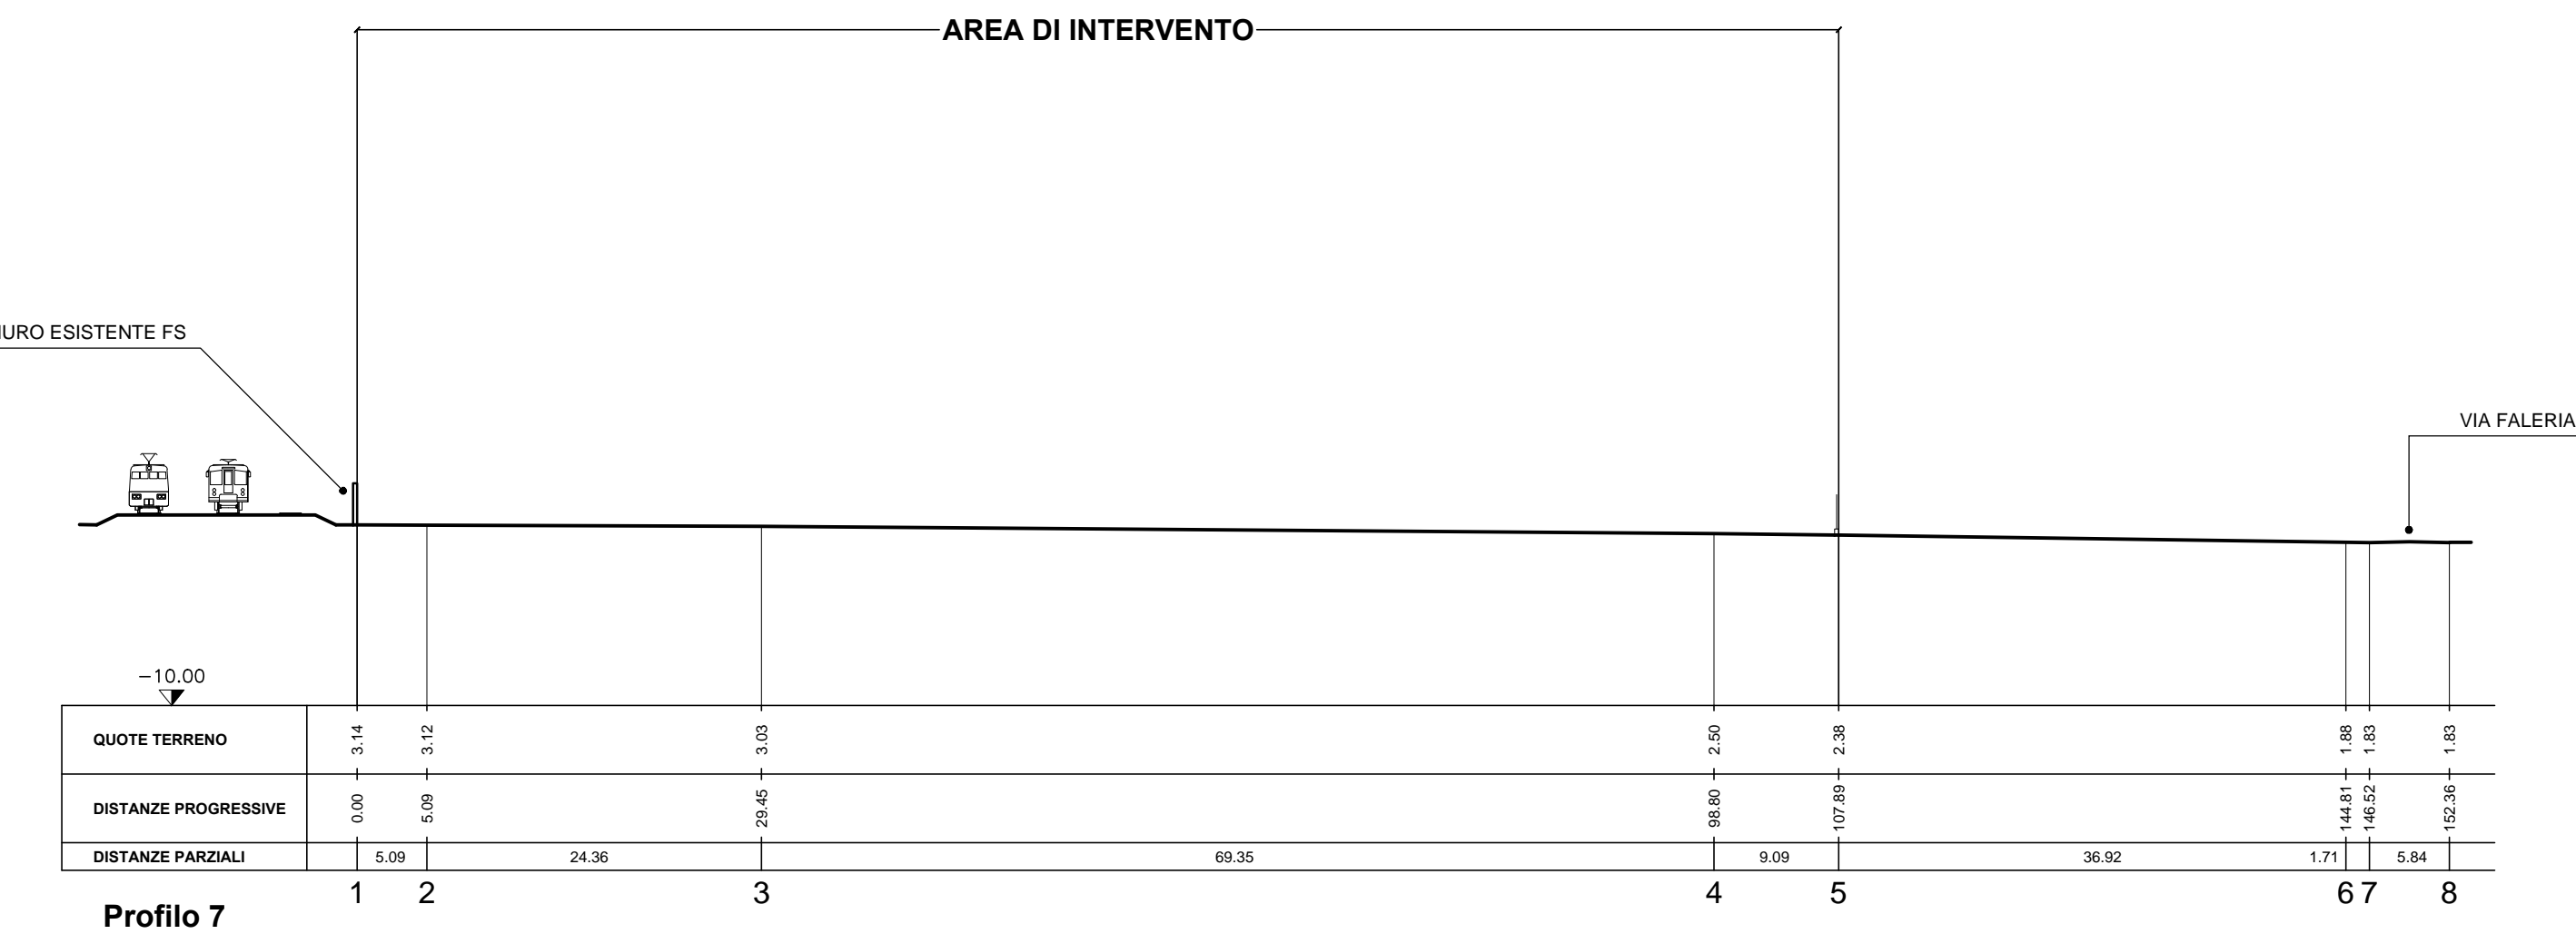 AREA DI INTERVENTO
ESISTENTE FS
VIA FALERIA
−10.00
QUOTE TERRENO 3.14 3.12 3.03 2.50 2.38 1.88 1.83 1.83
DISTANZE PROGRESSIVE 0.00 5.09 29.45 98.80 107.89 144.81 146.52 152.36
DISTANZE PARZIALI 5.09 24.36 69.35 9.09 36.92 1.71 5.84
1 2 3 4 5 6 7 8
Profilo 7